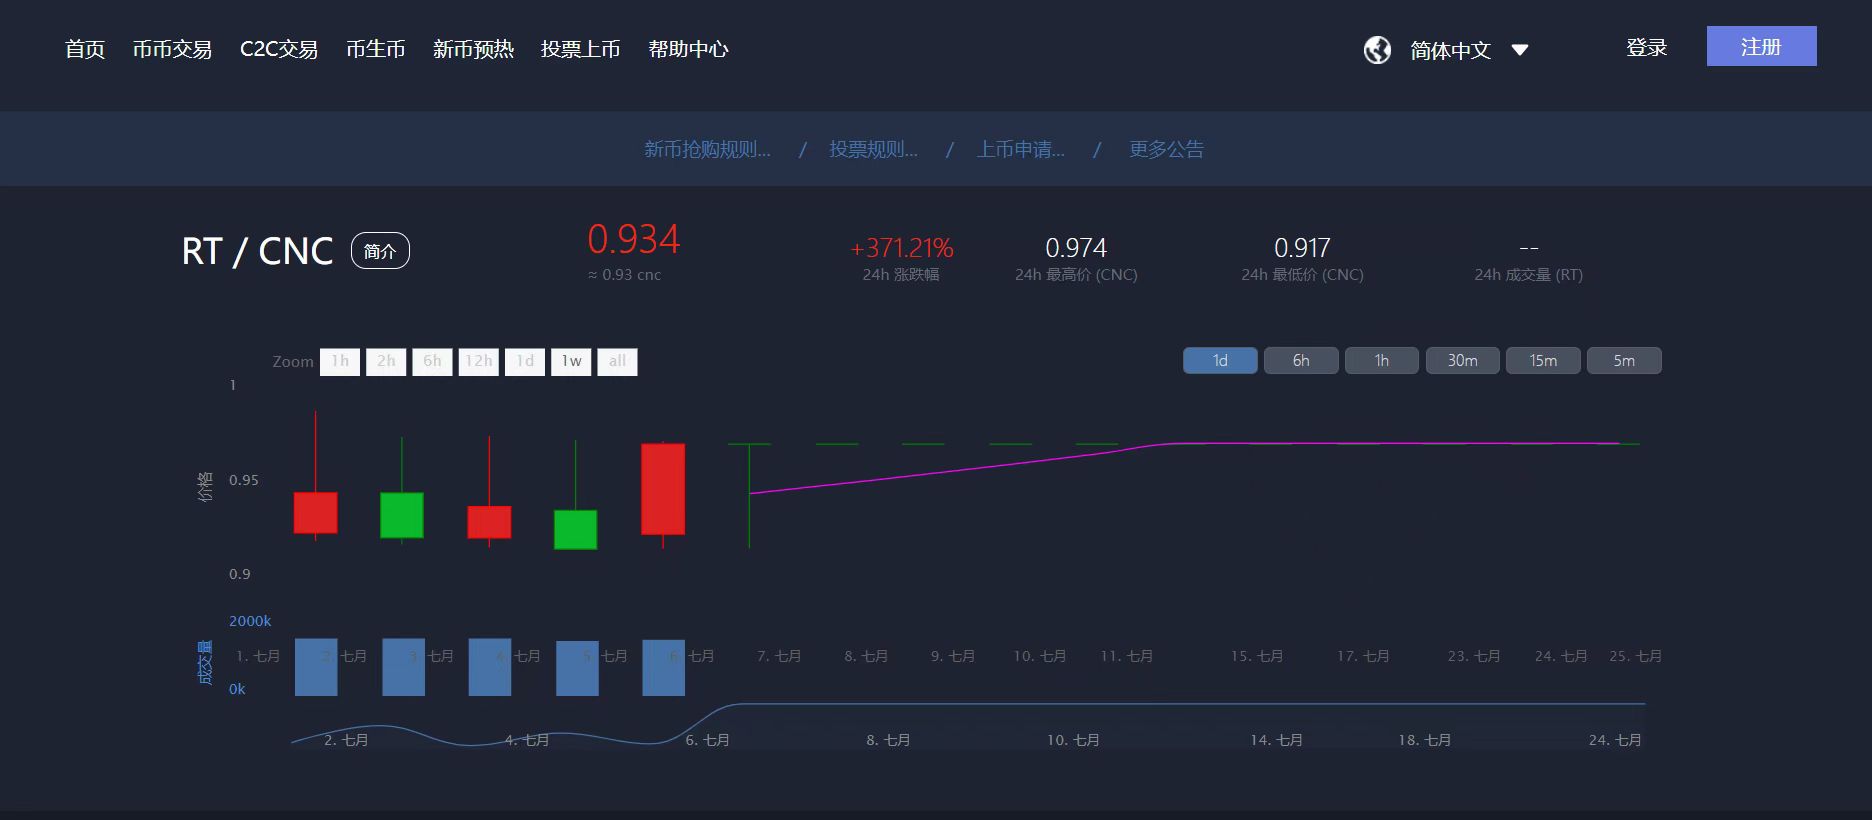 首页 币币交易 C2C交易 币生币 新币预热 投票上币 帮助中心 简体中文 登录 注册
新币抢购规则... / 投票规则... / 上币申请... / 更多公告
RT / CNC 简介 0.934 +371.21% 0.974 0.917 --
≈ 0.93 cnc 24h 涨跌幅 24h 最高价 (CNC) 24h 最低价 (CNC) 24h 成交量 (RT)
Zoom 1h 2h 6h 12h 1d 1w all 1d 6h 1h 30m 15m 5m
1
价格 0.95
0.9
2000k
成交量
1. 七月 2. 七月 3. 七月 4. 七月 5. 七月 6. 七月 7. 七月 8. 七月 9. 七月 10. 七月 11. 七月 15. 七月 17. 七月 23. 七月 24. 七月 25. 七月
0k
2. 七月 4. 七月 6. 七月 8. 七月 10. 七月 14. 七月 18. 七月 24. 七月